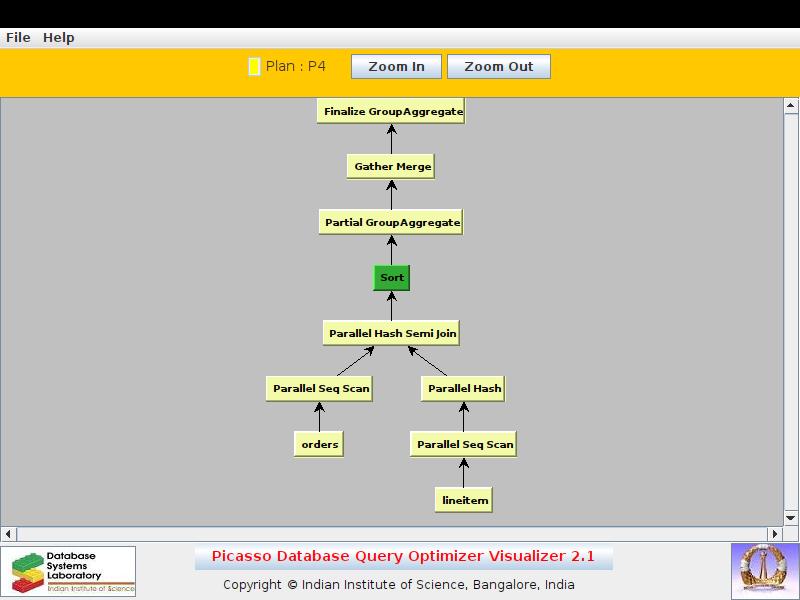 File Help
Plan : P4 Zoom In Zoom Out
Finalize GroupAggregate
Gather Merge
Partial GroupAggregate
Sort
Parallel Hash Semi Join
Parallel Seq Scan Parallel Hash
orders Parallel Seq Scan
lineitem
Database
Systems
Laboratory
Indian Institute of Science
Picasso Database Query Optimizer Visualizer 2.1
Copyright © Indian Institute of Science, Bangalore, India